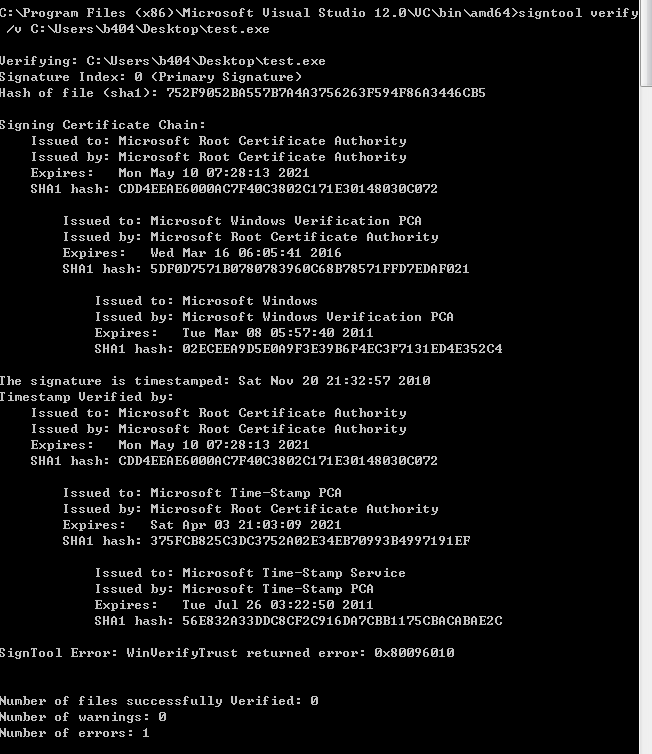 C:\Program Files (x86)\Microsoft Visual Studio 12.0\VC\bin\amd64>signtool verify
/v C:\Users\b404\Desktop\test.exe
Verifying: C:\Users\b404\Desktop\test.exe
Signature Index: 0 (Primary Signature)
Hash of file (sha1): 752F9052BA557B7A4A3756263F594F86A3446CB5
Signing Certificate Chain:
Issued to: Microsoft Root Certificate Authority
Issued by: Microsoft Root Certificate Authority
Expires: Mon May 10 07:28:13 2021
SHA1 hash: CDD4EEAE6000AC7F40C3802C171E30148030C072
Issued to: Microsoft Windows Verification PCA
Issued by: Microsoft Root Certificate Authority
Expires: Wed Mar 16 06:05:41 2016
SHA1 hash: 5DF0D7571B0780783960C68B78571FFD7EDAF021
Issued to: Microsoft Windows
Issued by: Microsoft Windows Verification PCA
Expires: Tue Mar 08 05:57:40 2011
SHA1 hash: 02ECEEA9D5E0A9F3E39B6F4EC3F7131ED4E352C4
The signature is timestamped: Sat Nov 20 21:32:57 2010
Timestamp Verified by:
Issued to: Microsoft Root Certificate Authority
Issued by: Microsoft Root Certificate Authority
Expires: Mon May 10 07:28:13 2021
SHA1 hash: CDD4EEAE6000AC7F40C3802C171E30148030C072
Issued to: Microsoft Time-Stamp PCA
Issued by: Microsoft Root Certificate Authority
Expires: Sat Apr 03 21:03:09 2021
SHA1 hash: 375FCB825C3DC3752A02E34EB70993B4997191EF
Issued to: Microsoft Time-Stamp Service
Issued by: Microsoft Time-Stamp PCA
Expires: Tue Jul 26 03:22:50 2011
SHA1 hash: 56E832A33DDC8CF2C916DA7CBB1175CBACABAE2C
SignTool Error: WinVerifyTrust returned error: 0x80096010
Number of files successfully Verified: 0
Number of warnings: 0
Number of errors: 1